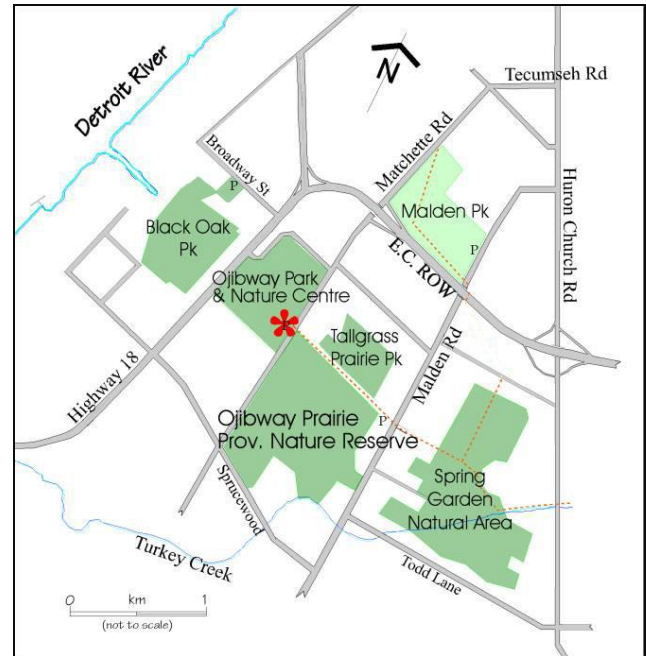 Detroit River
N
Tecumseh Rd
Matchette Rd
Broadway St
P
Huron Church Rd
Malden Pk
Black Oak
Pk
P
E.C. ROW
Ojibway Park
& Nature Centre
Tallgrass
Prairie Pk
Malden Rd
Highway 18
Ojibway Prairie
Prov. Nature Reserve
P
Sprucewood
Spring
Garden
Natural Area
Turkey Creek
Todd Lane
0 km 1
(not to scale)